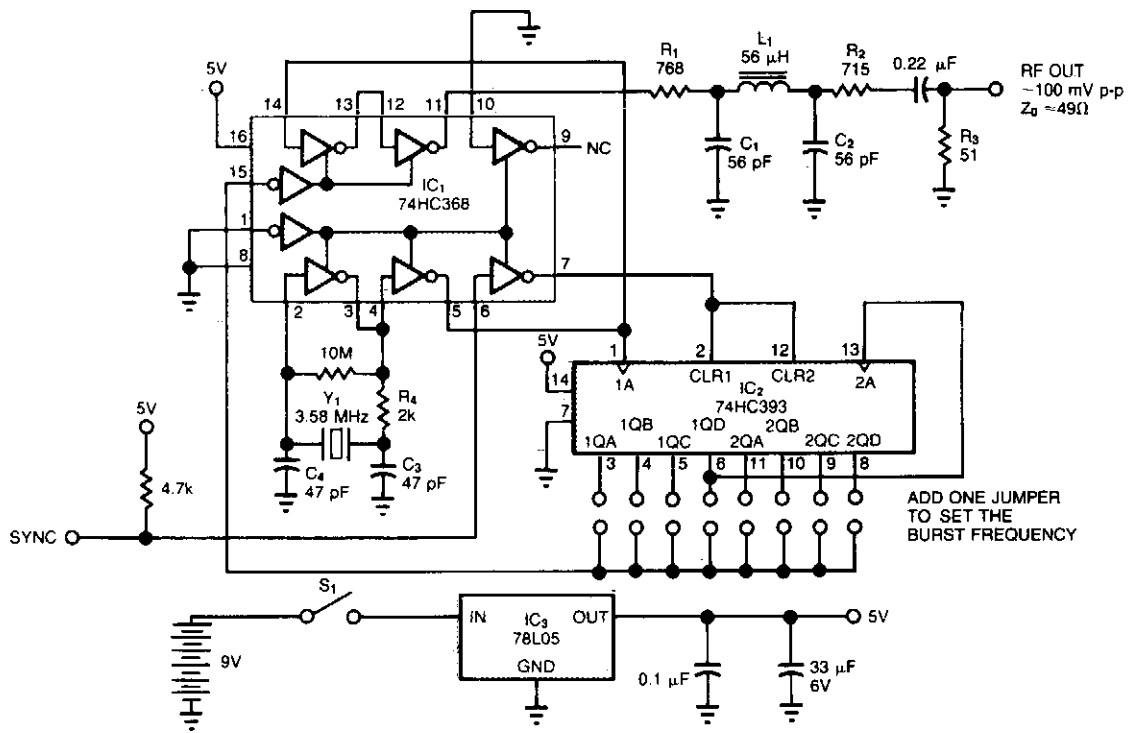 5V
14
13
12
11
10
16
15
1
8
9
NC
IC1
74HC368
7
2
3
4
5
6
R1
768
L1
56 µH
R2
715
0.22 µF
C1
56 pF
C2
56 pF
R3
51
RF OUT
~100 mV p-p
Z0 ≈49Ω
10M
Y1
3.58 MHz
R4
2k
C4
47 pF
C3
47 pF
5V
4.7k
SYNC
5V
14
7
1
2
12
13
1A
CLR1
CLR2
2A
IC2
74HC393
1QA
1QB
1QC
1QD
2QA
2QB
2QC
2QD
3
4
5
6
11
10
9
8
ADD ONE JUMPER
TO SET THE
BURST FREQUENCY
S1
9V
IN
IC3
78L05
OUT
GND
5V
0.1 µF
33 µF
6V